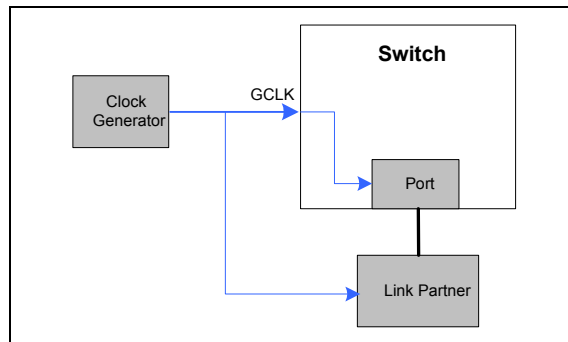 Switch
Clock
Generator
GCLK
Port
Link Partner